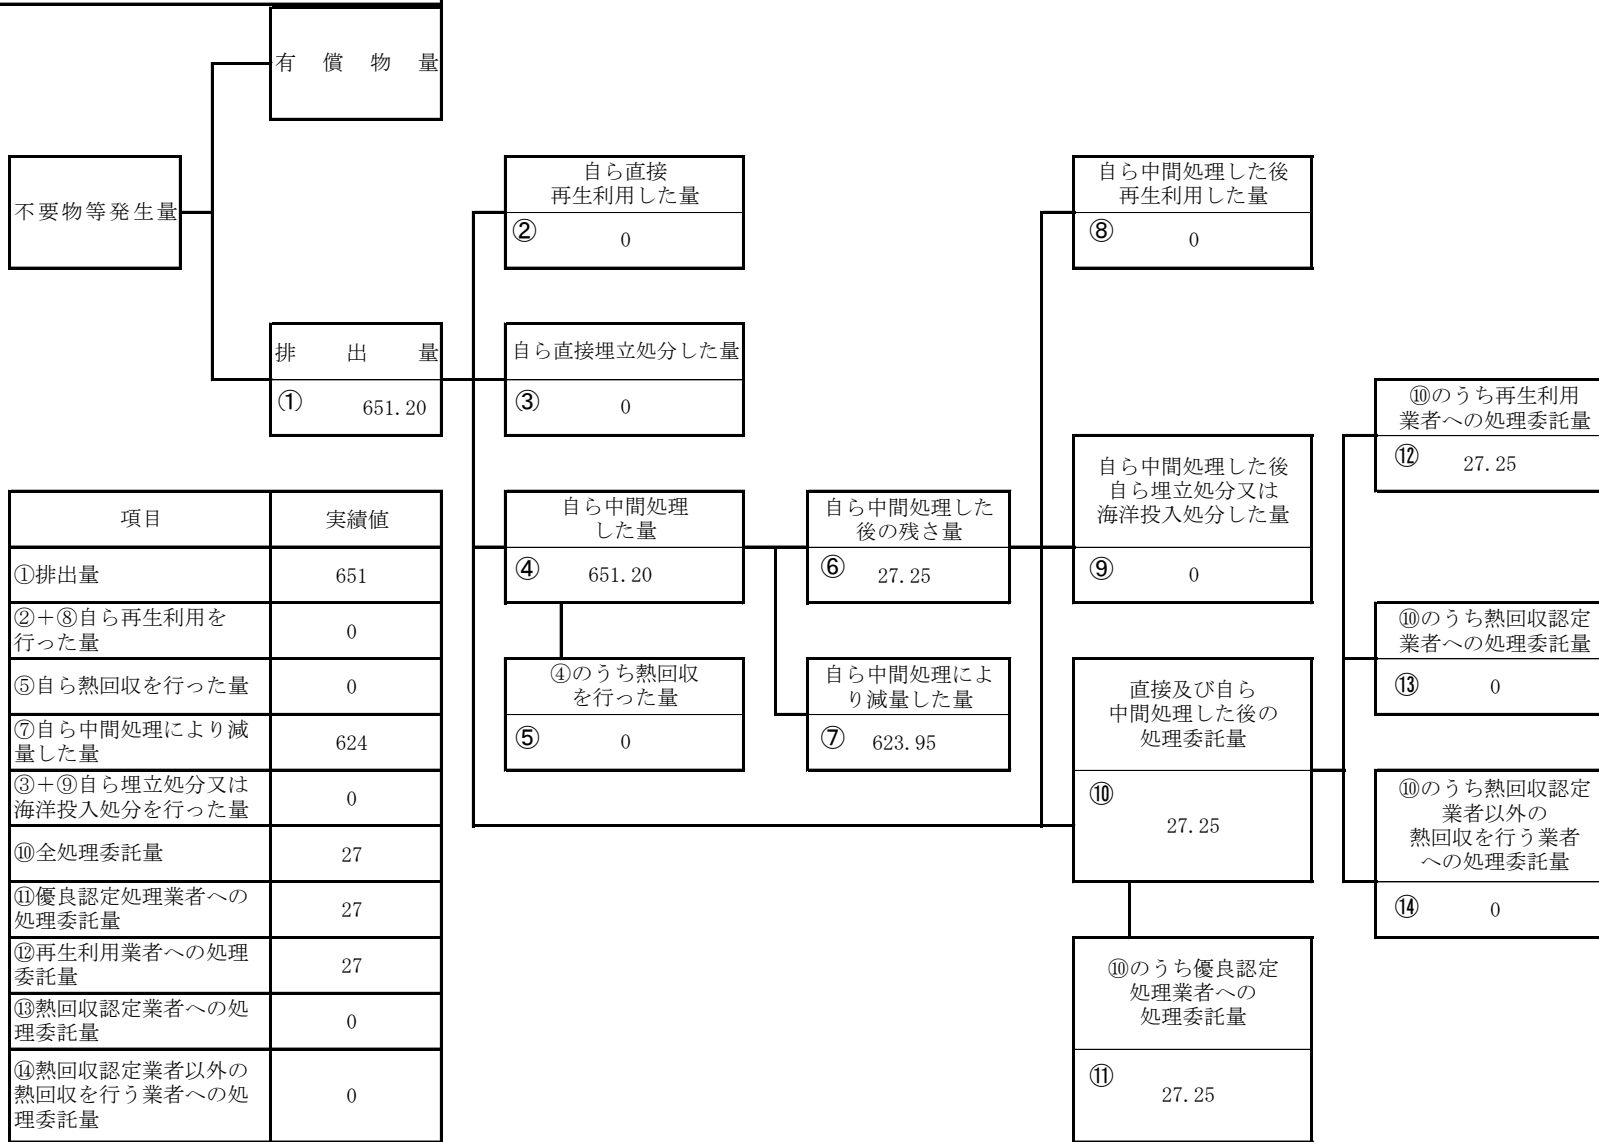 有償物量
不要物等発生量
排出量
①
651.20
自ら直接
再生利用した量
②
0
自ら直接埋立処分した量
③
0
自ら中間処理
した量
④
651.20
④のうち熱回収
を行った量
⑤
0
自ら中間処理した
後の残さ量
⑥
27.25
自ら中間処理によ
り減量した量
⑦
623.95
自ら中間処理した後
再生利用した量
⑧
0
自ら中間処理した後
自ら埋立処分又は
海洋投入処分した量
⑨
0
直接及び自ら
中間処理した後の
処理委託量
⑩
27.25
⑩のうち優良認定
処理業者への
処理委託量
⑪
27.25
⑩のうち再生利用
業者への処理委託量
⑫
27.25
⑩のうち熱回収認定
業者への処理委託量
⑬
0
⑩のうち熱回収認定
業者以外の
熱回収を行う業者
への処理委託量
⑭
0
項目 実績値
①排出量 651
②＋⑧自ら再生利用を
行った量 0
⑤自ら熱回収を行った量 0
⑦自ら中間処理により減
量した量 624
③＋⑨自ら埋立処分又は
海洋投入処分を行った量 0
⑩全処理委託量 27
⑪優良認定処理業者への
処理委託量 27
⑫再生利用業者への処理
委託量 27
⑬熱回収認定業者への処
理委託量 0
⑭熱回収認定業者以外の
熱回収を行う業者への処
理委託量 0